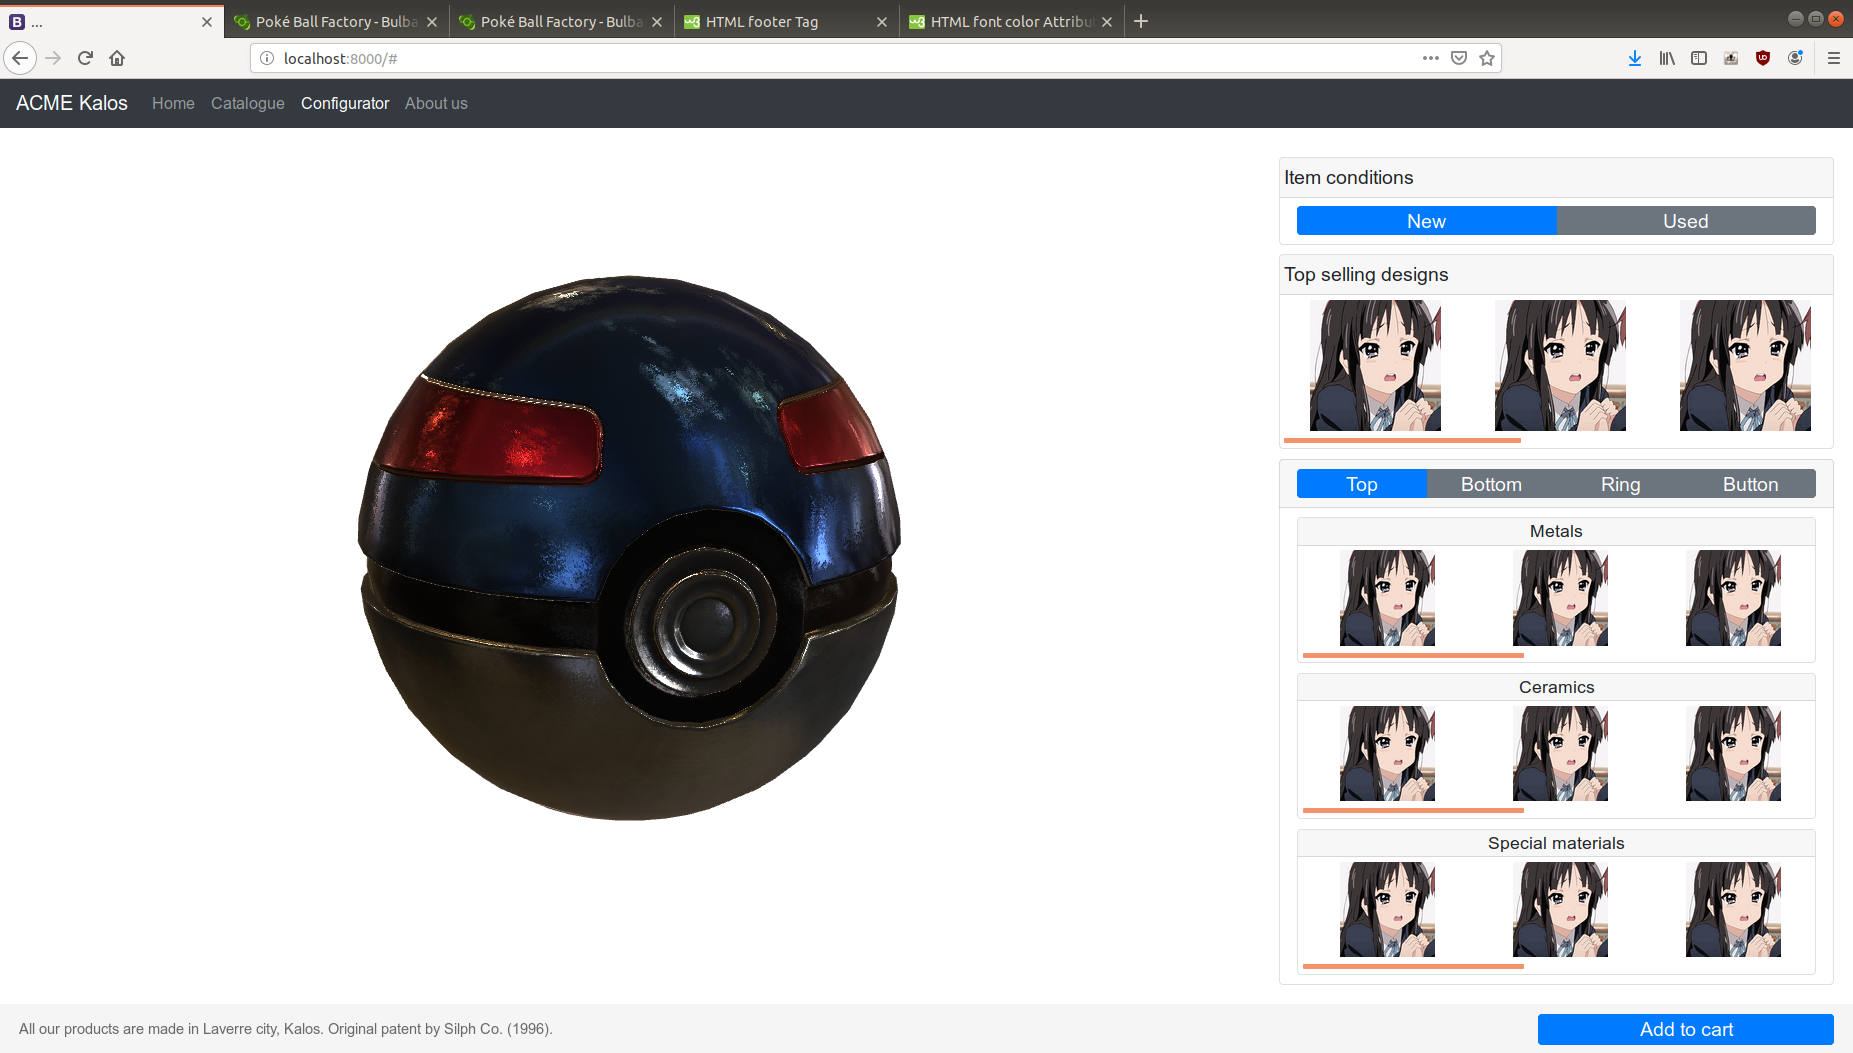 ...
Poké Ball Factory - Bulba
Poké Ball Factory - Bulba
HTML footer Tag
HTML font color Attribu
localhost:8000/#
ACME Kalos Home Catalogue Configurator About us
Item conditions
New Used
Top selling designs
Top Bottom Ring Button
Metals
Ceramics
Special materials
All our products are made in Laverre city, Kalos. Original patent by Silph Co. (1996).
Add to cart